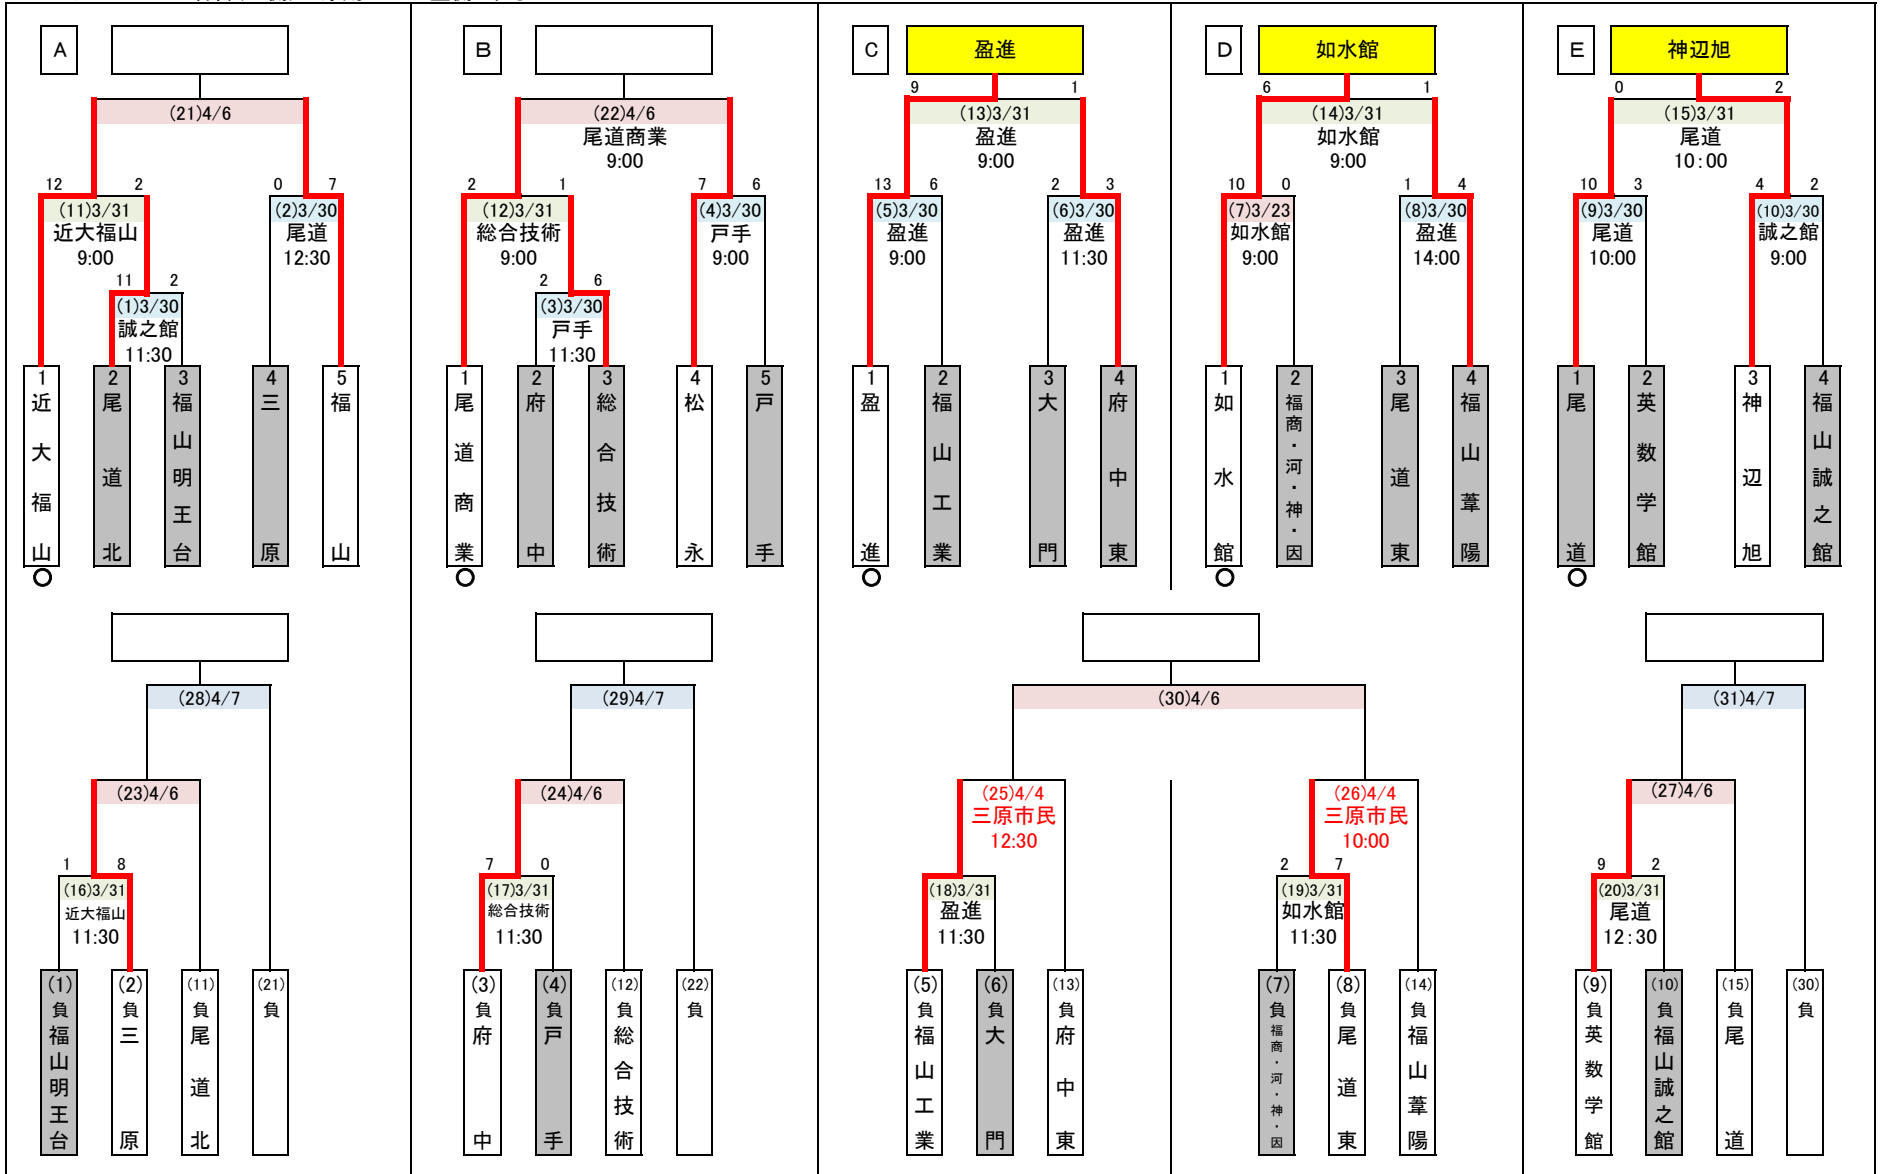 A
B
C
盈進
D
如水館
E
神辺旭
9 1
6 1
0 2
(21)4/6
(22)4/6
尾道商業
9:00
(13)3/31
盈進
9:00
(14)3/31
如水館
9:00
(15)3/31
尾道
10:00
12 2
0 7
2 1
7 6
13 6
2 3
10 0
1 4
10 3
4 2
(11)3/31
近大福山
9:00
(2)3/30
尾道
12:30
(12)3/31
総合技術
9:00
(4)3/30
戸手
9:00
(5)3/30
盈進
9:00
(6)3/30
盈進
11:30
(7)3/23
如水館
9:00
(8)3/30
盈進
14:00
(9)3/30
尾道
10:00
(10)3/30
誠之館
9:00
11 2
(1)3/30
誠之館
11:30
2 6
(3)3/30
戸手
11:30
1
近大福山
2
尾道北
3
福山明王台
4
三原
5
福山
1
尾道商業
2
府中
3
総合技術
4
松永
5
戸手
1
盈進
2
福山工業
3
大門
4
府中東
1
如水館
2
福商・河・神・因
3
尾道東
4
福山葦陽
1
尾道
2
英数学館
3
神辺旭
4
福山誠之館
(28)4/7
(29)4/7
(30)4/6
(31)4/7
(23)4/6
(24)4/6
(25)4/4
三原市民
12:30
(26)4/4
三原市民
10:00
(27)4/6
1 8
(16)3/31
近大福山
11:30
7 0
(17)3/31
総合技術
11:30
(18)3/31
盈進
11:30
2 7
(19)3/31
如水館
11:30
9 2
(20)3/31
尾道
12:30
(1)
負
福山明王台
(2)
負
三原
(11)
負
尾道北
(21)
負
(3)
負
府中
(4)
負
戸手
(12)
負
総合技術
(22)
負
(5)
負
福山工業
(6)
負
大門
(13)
負
府中東
(7)
負
福商・河・神・因
(8)
負
尾道東
(14)
負
福山葦陽
(9)
負
英数学館
(10)
負
福山誠之館
(15)
負
尾道
(30)
負